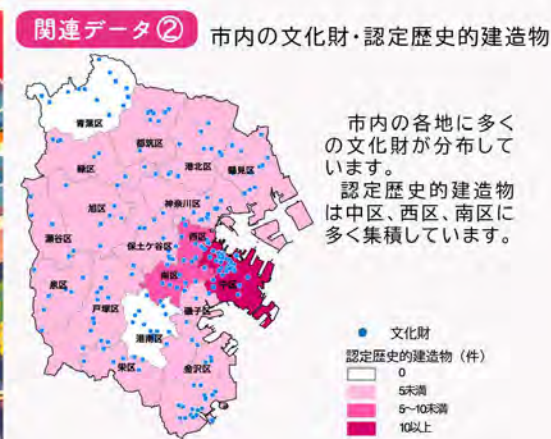 関連データ② 市内の文化財・認定歴史的建造物
市内の各地に多く
の文化財が分布して
います。
認定歴史的建造物
は中区、西区、南区に
多く集積しています。
青葉区
都筑区
緑区
港北区
鶴見区
旭区
神奈川区
瀬谷区
保土ケ谷区
西区
泉区
南区
中区
戸塚区
磯子区
港南区
栄区
金沢区
文化財
認定歴史的建造物（件）
0
5未満
5〜10未満
10以上